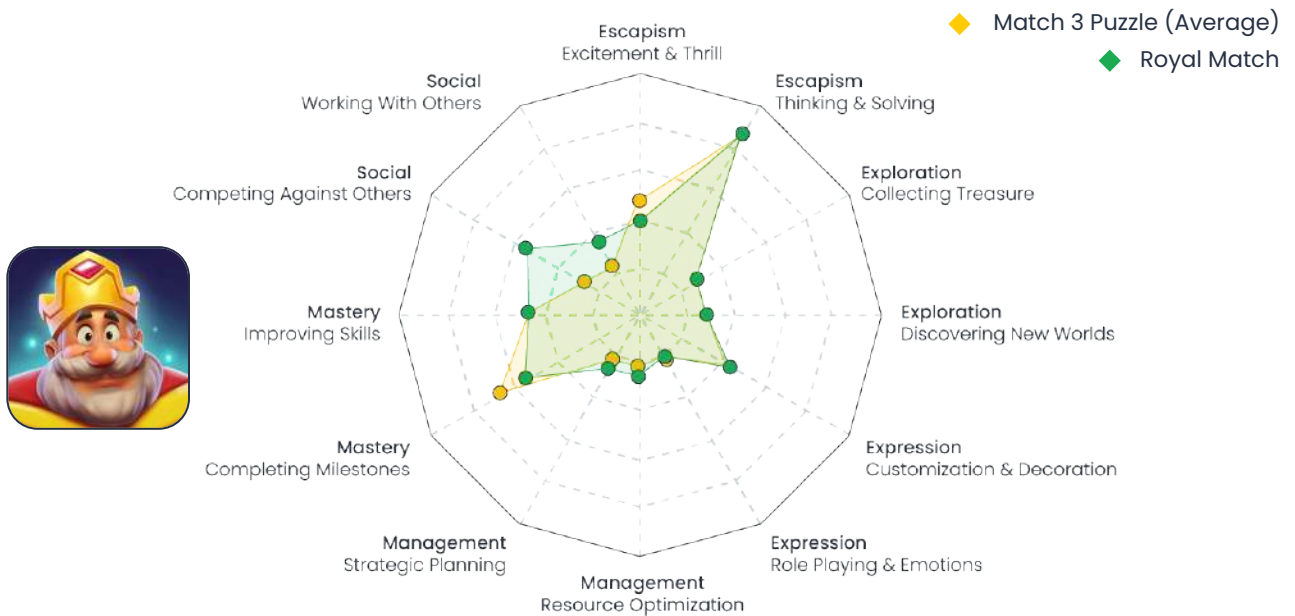 Match 3 Puzzle (Average)
Royal Match
Escapism
Excitement & Thrill
Escapism
Thinking & Solving
Exploration
Collecting Treasure
Exploration
Discovering New Worlds
Expression
Customization & Decoration
Expression
Role Playing & Emotions
Management
Resource Optimization
Management
Strategic Planning
Mastery
Completing Milestones
Mastery
Improving Skills
Social
Competing Against Others
Social
Working With Others